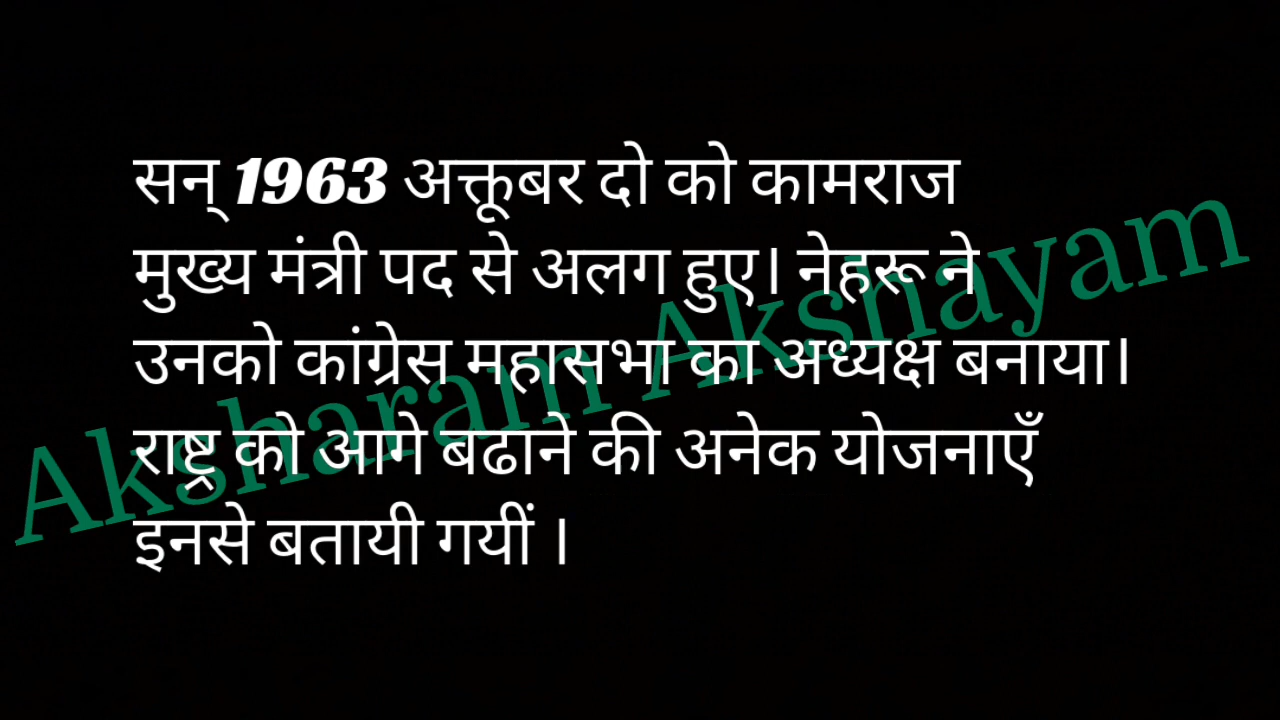 सन् 1963 अक्तूबर दो को कामराज
मुख्य मंत्री पद से अलग हुए। नेहरू ने
उनको कांग्रेस महासभा का अध्यक्ष बनाया।
राष्ट्र को आगे बढाने की अनेक योजनाएँ
इनसे बतायी गयीं ।
Aksharam Akshayam